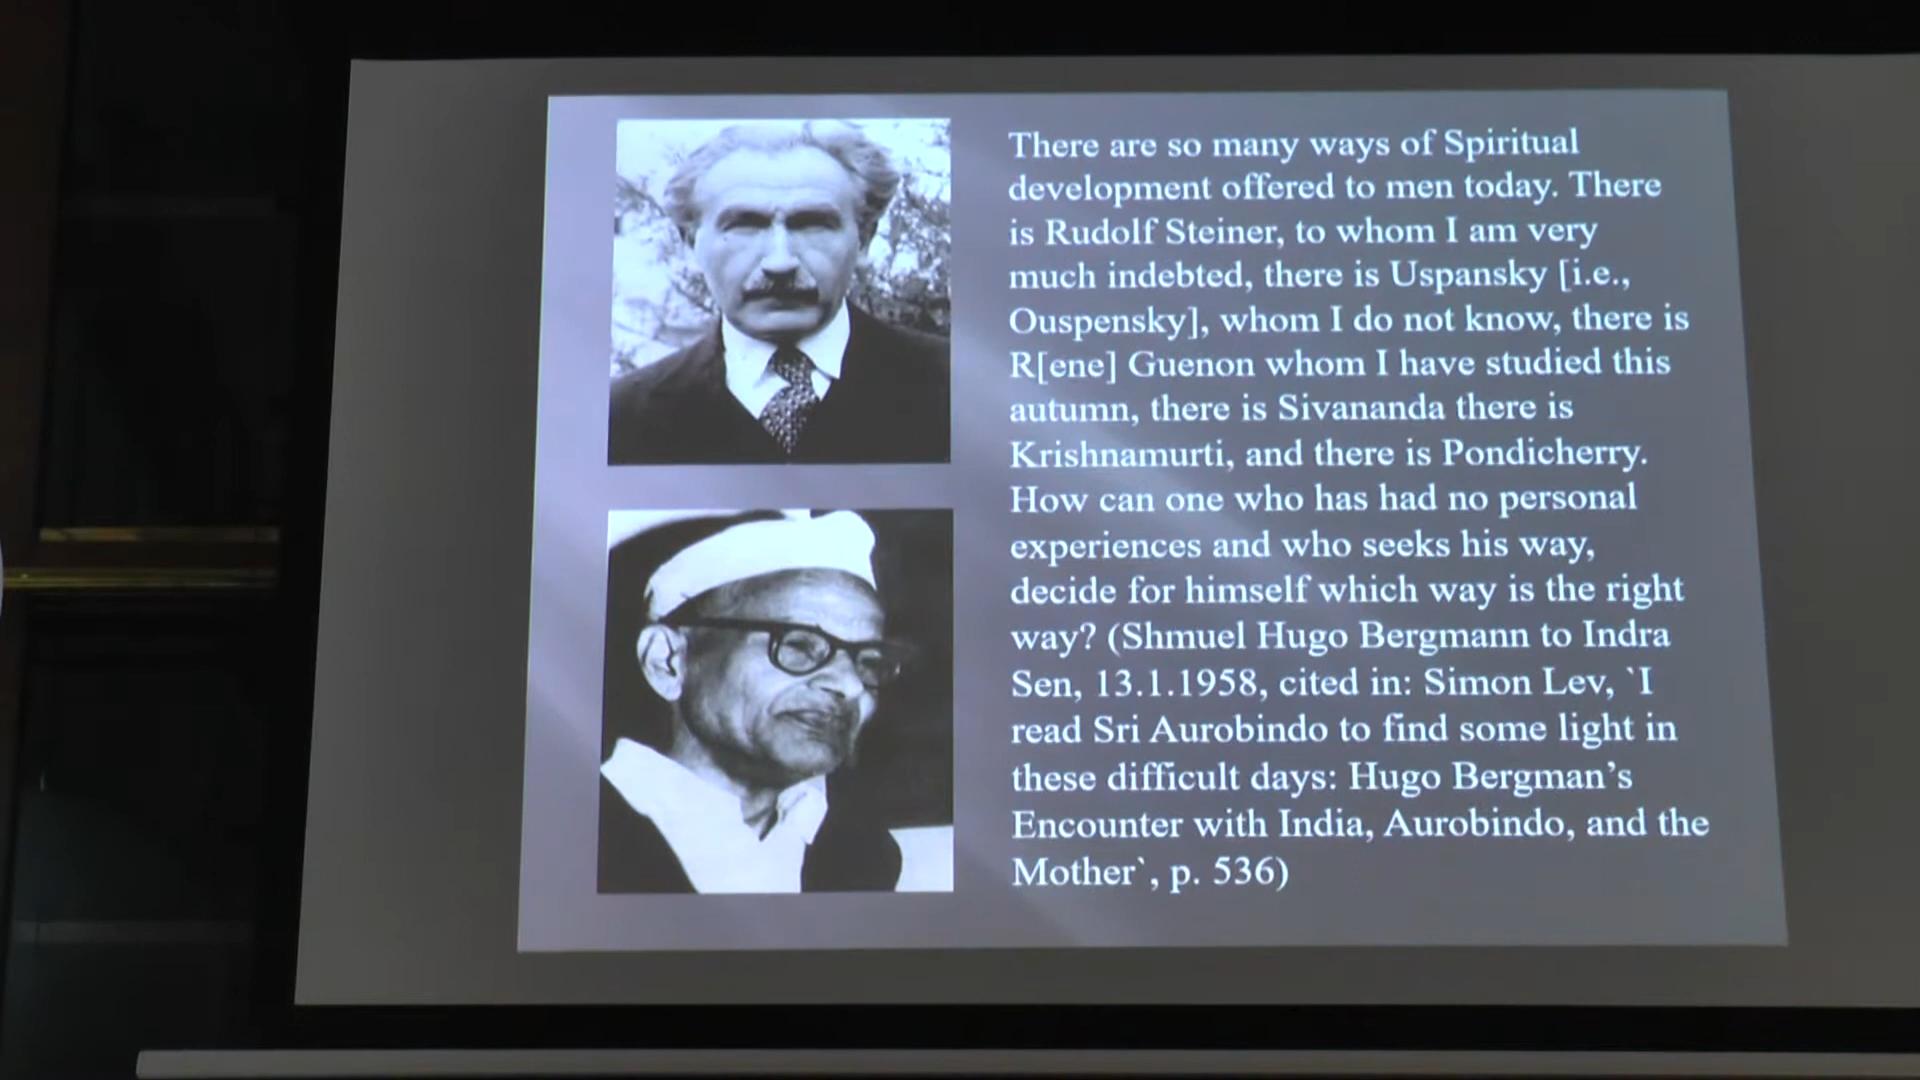 There are so many ways of Spiritual
development offered to men today. There
is Rudolf Steiner, to whom I am very
much indebted, there is Uspansky [i.e.,
Ouspensky], whom I do not know, there is
R[ene] Guenon whom I have studied this
autumn, there is Sivananda there is
Krishnamurti, and there is Pondicherry.
How can one who has had no personal
experiences and who seeks his way,
decide for himself which way is the right
way? (Shmuel Hugo Bergmann to Indra
Sen, 13.1.1958, cited in: Simon Lev, `I
read Sri Aurobindo to find some light in
these difficult days: Hugo Bergman’s
Encounter with India, Aurobindo, and the
Mother`, p. 536)